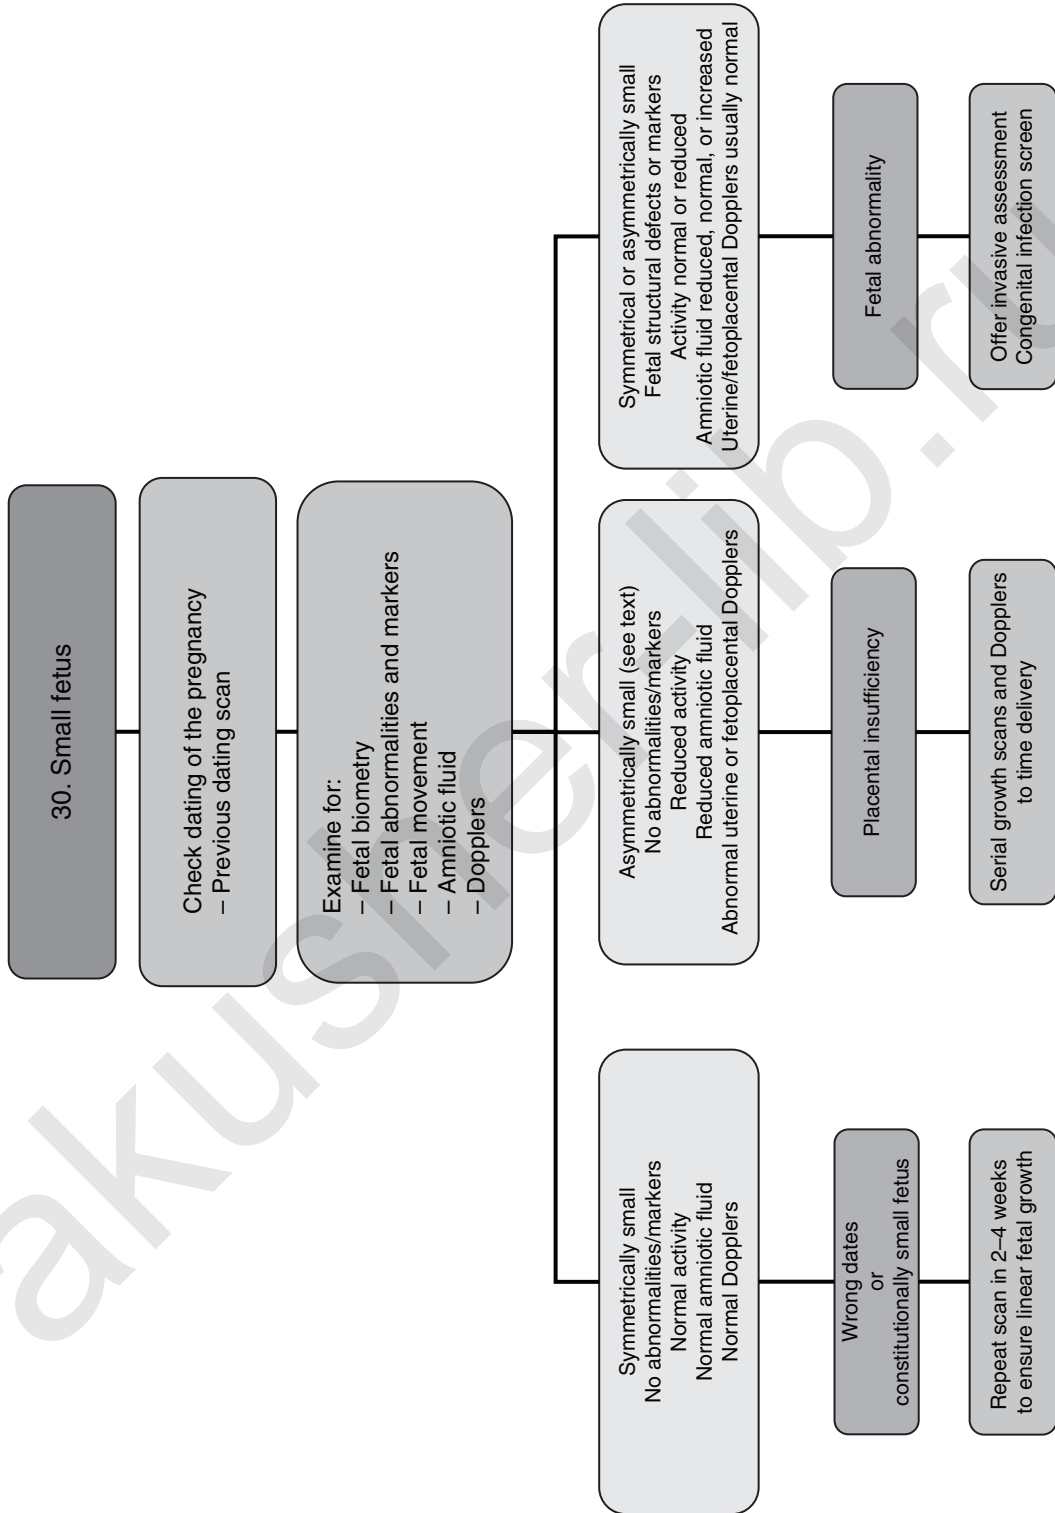 30. Small fetus
Check dating of the pregnancy
– Previous dating scan
Examine for:
– Fetal biometry
– Fetal abnormalities and markers
– Fetal movement
– Amniotic fluid
– Dopplers
Symmetrically small
No abnormalities/markers
Normal activity
Normal amniotic fluid
Normal Dopplers
Wrong dates
or
constitutionally small fetus
Repeat scan in 2–4 weeks
to ensure linear fetal growth
Asymmetrically small (see text)
No abnormalities/markers
Reduced activity
Reduced amniotic fluid
Abnormal uterine or fetoplacental Dopplers
Placental insufficiency
Serial growth scans and Dopplers
to time delivery
Symmetrical or asymmetrically small
Fetal structural defects or markers
Activity normal or reduced
Amniotic fluid reduced, normal, or increased
Uterine/fetoplacental Dopplers usually normal
Fetal abnormality
Offer invasive assessment
Congenital infection screen
akusher-lib.ru